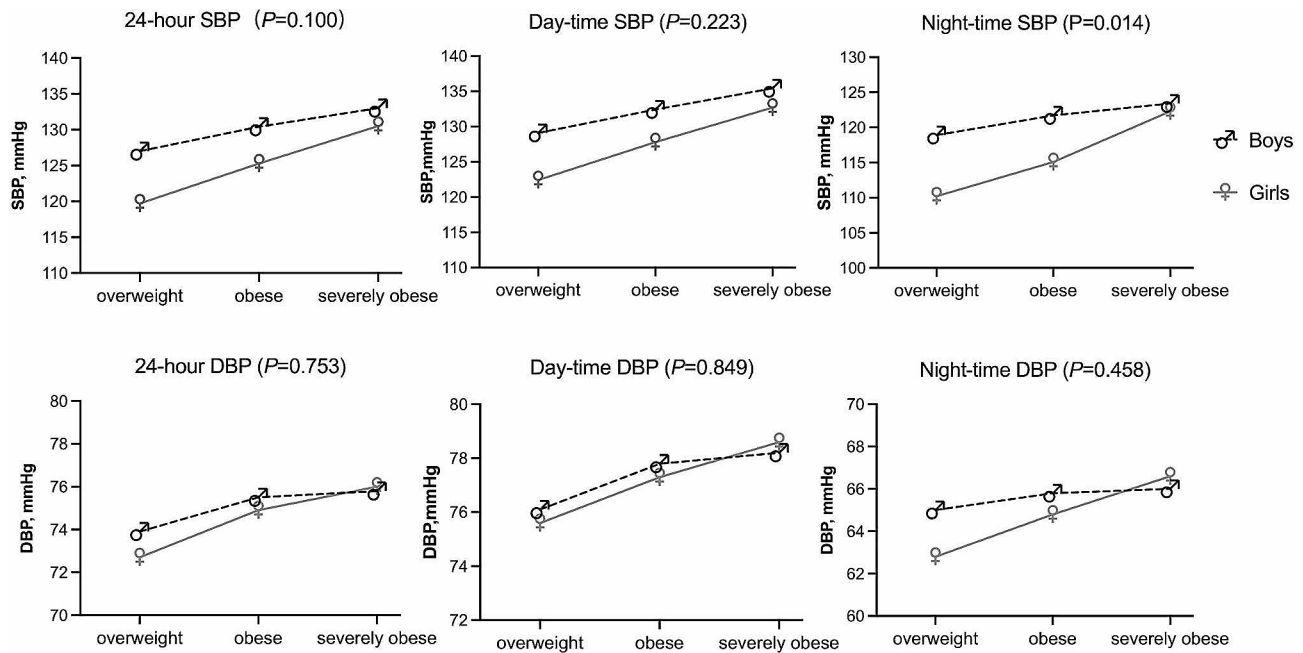 24-hour SBP (P=0.100)
140
135
130
125
120
115
110
SBP, mmHg
overweight obese severely obese
Day-time SBP (P=0.223)
140
135
130
125
120
115
110
SBP,mmHg
overweight obese severely obese
Night-time SBP (P=0.014)
130
125
120
115
110
105
100
SBP, mmHg
overweight obese severely obese
Boys
Girls
24-hour DBP (P=0.753)
80
78
76
74
72
70
DBP, mmHg
overweight obese severely obese
Day-time DBP (P=0.849)
80
78
76
74
72
DBP,mmHg
overweight obese severely obese
Night-time DBP (P=0.458)
70
68
66
64
62
60
DBP, mmHg
overweight obese severely obese